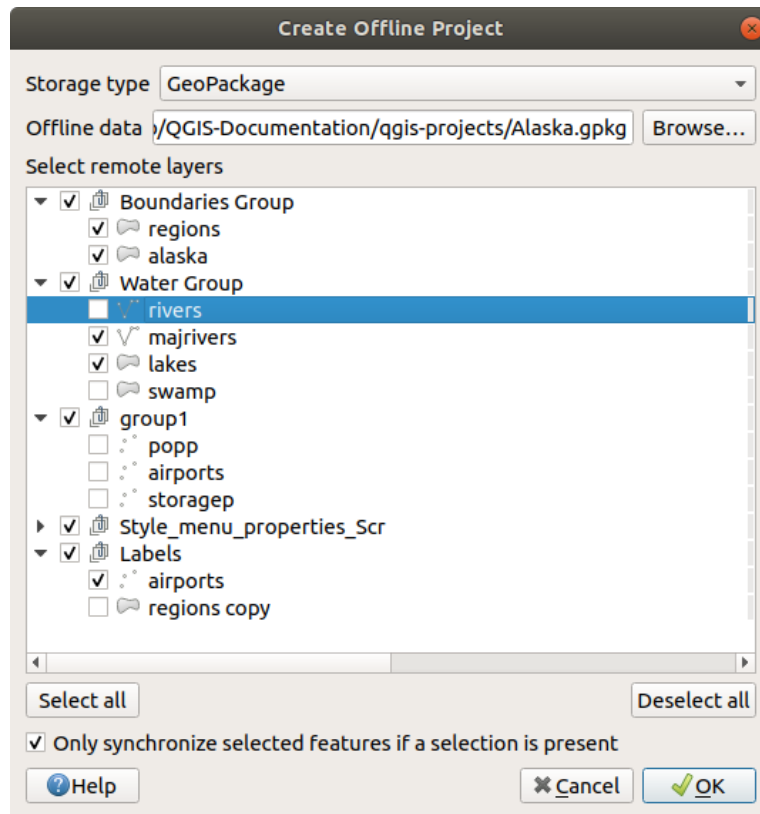 Create Offline Project
Storage type GeoPackage
Offline data /QGIS-Documentation/qgis-projects/Alaska.gpkg Browse...
Select remote layers
Boundaries Group
regions
alaska
Water Group
rivers
majrivers
lakes
swamp
group1
popp
airports
storagep
Style_menu_properties_Scr
Labels
airports
regions copy
Select all Deselect all
Only synchronize selected features if a selection is present
Help Cancel OK